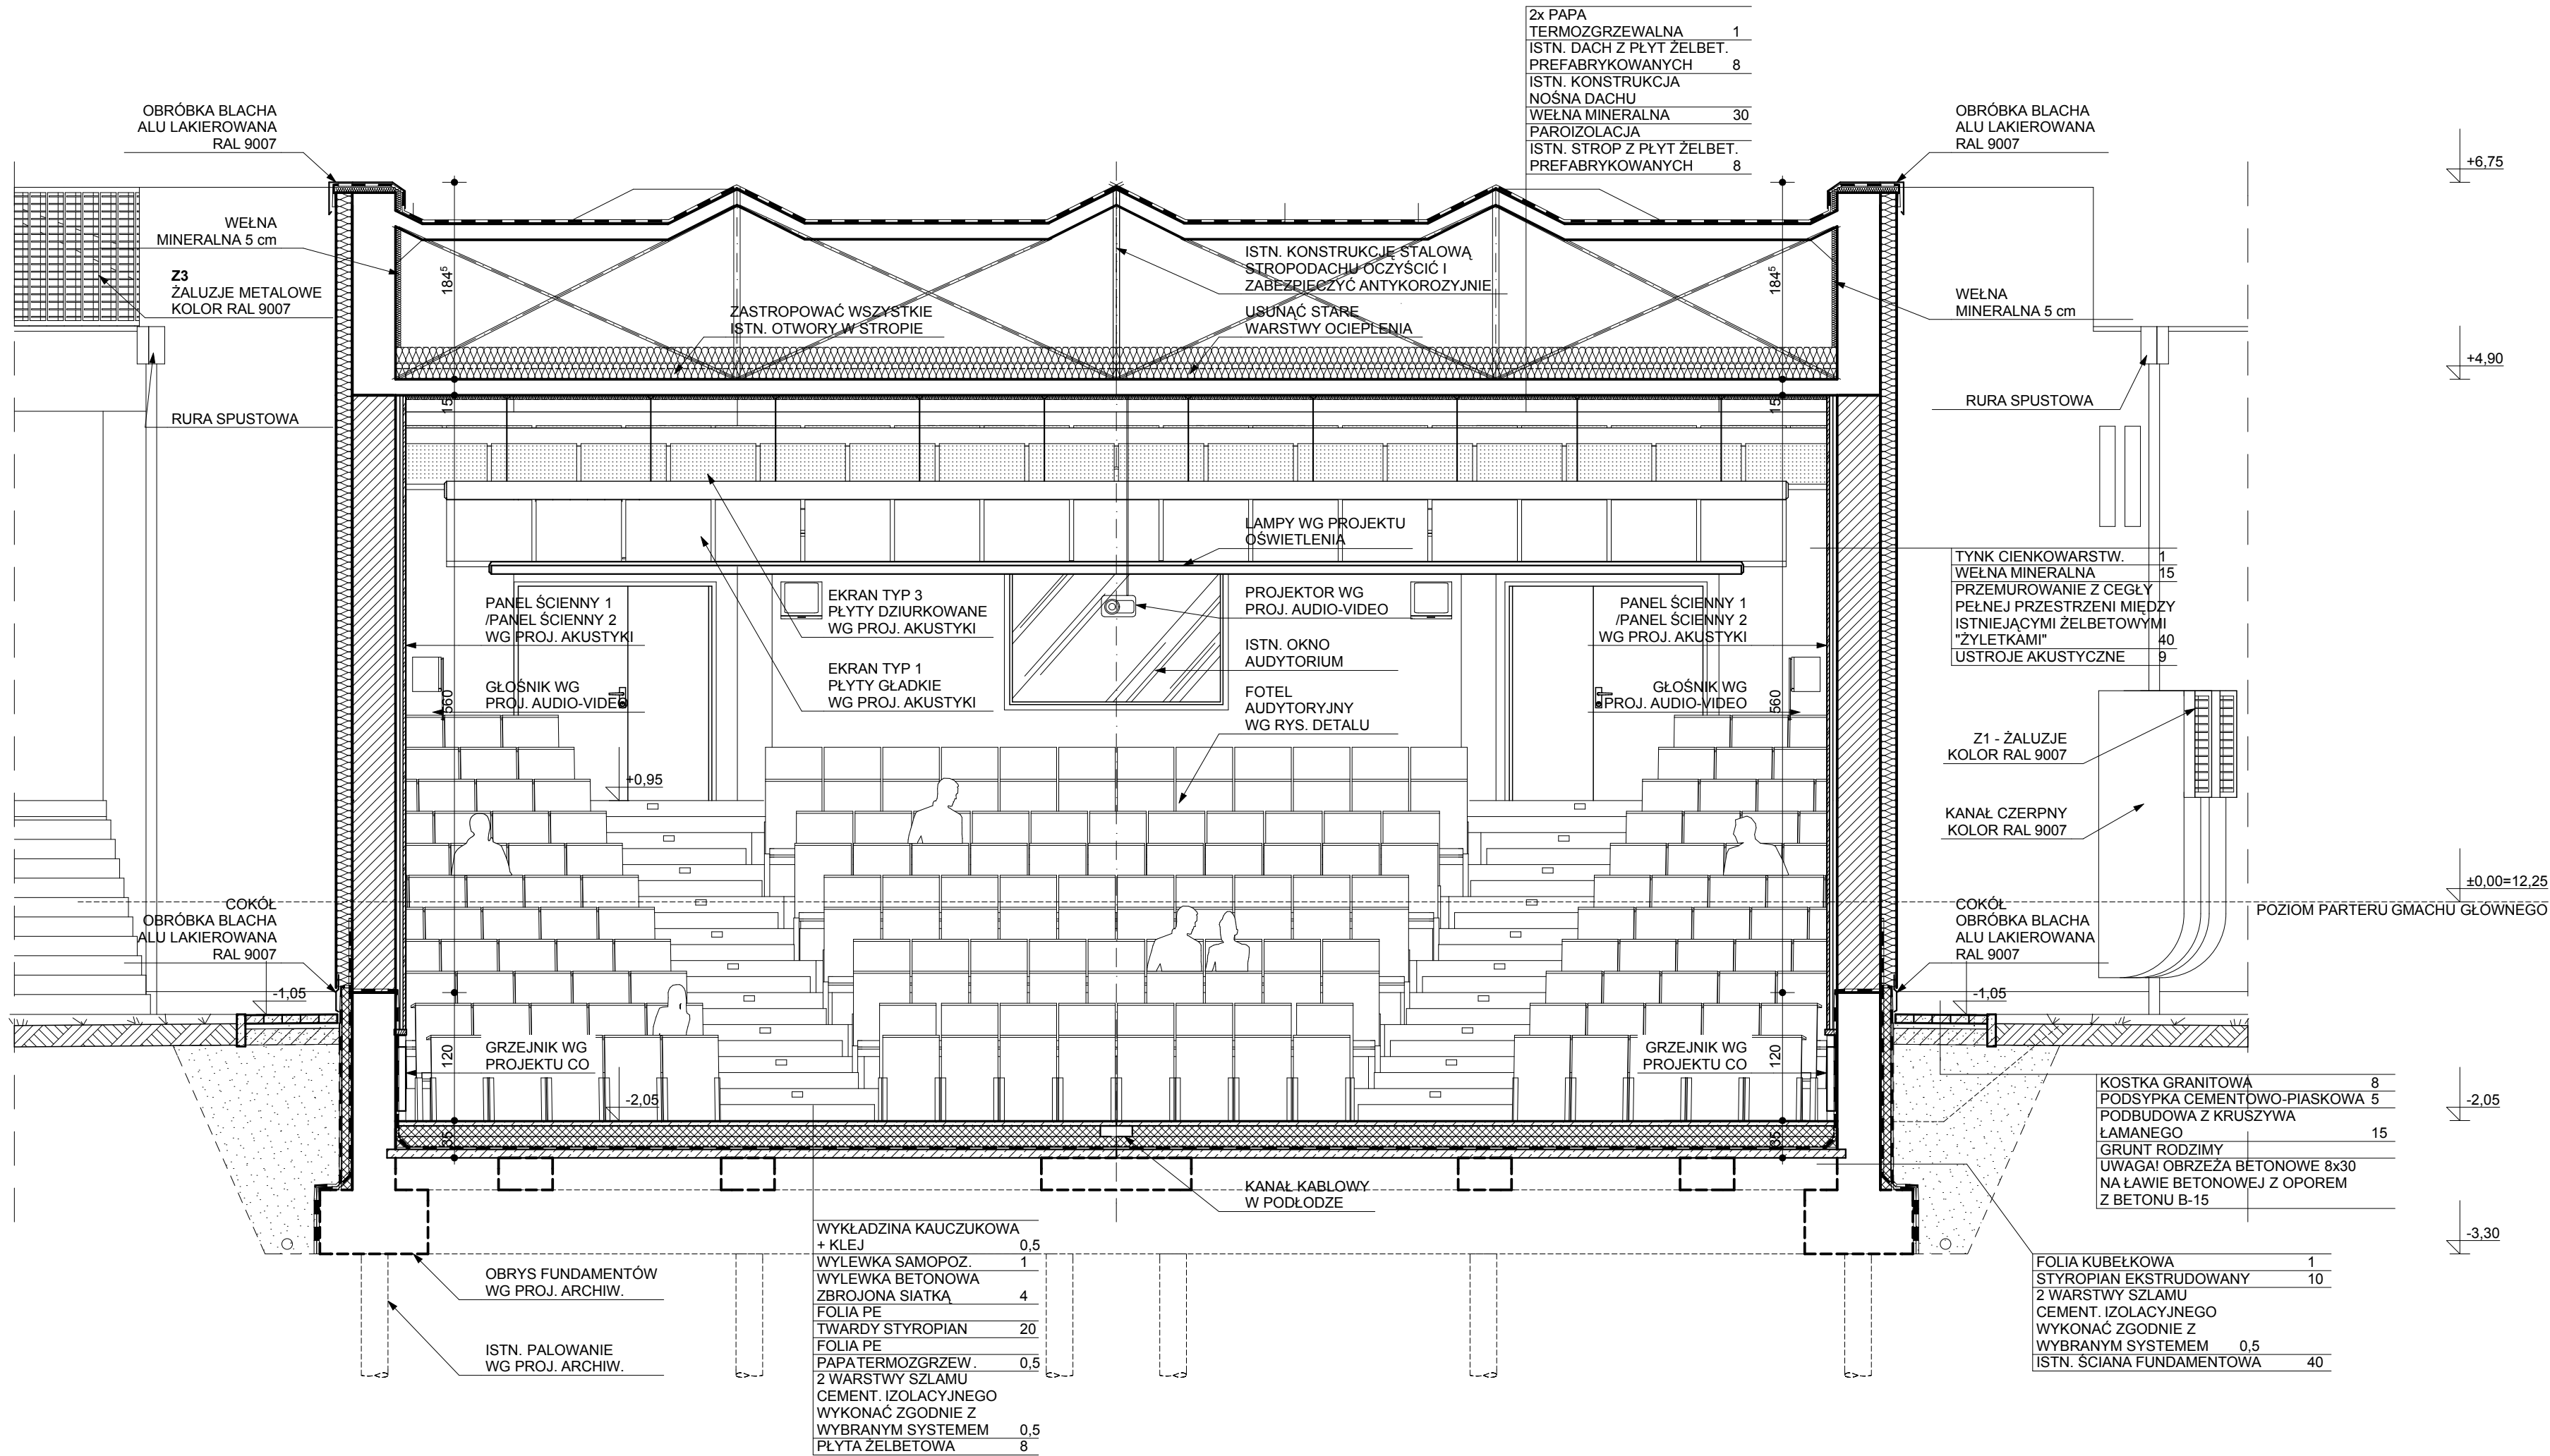 2x PAPA
TERMOZGRZEWALNA 1
ISTN. DACH Z PŁYT ŻELBET.
PREFABRYKOWANYCH 8
ISTN. KONSTRUKCJA
NOŚNA DACHU
WEŁNA MINERALNA 30
PAROIZOLACJA
ISTN. STROP Z PŁYT ŻELBET.
PREFABRYKOWANYCH 8
OBRÓBKA BLACHA
ALU LAKIEROWANA
RAL 9007
OBRÓBKA BLACHA
ALU LAKIEROWANA
RAL 9007
+6,75
WEŁNA
MINERALNA 5 cm
Z3
ŻALUZJE METALOWE
KOLOR RAL 9007
184⁵
ISTN. KONSTRUKCJĘ STALOWĄ
STROPODACHU OCZYŚCIĆ I
ZABEZPIECZYĆ ANTYKOROZYJNIE
184⁵
WEŁNA
MINERALNA 5 cm
ZASTROPOWAĆ WSZYSTKIE
ISTN. OTWORY W STROPIE
USUNĄĆ STARE
WARSTWY OCIEPLENIA
+4,90
RURA SPUSTOWA
15
15
RURA SPUSTOWA
LAMPY WG PROJEKTU
OŚWIETLENIA
TYNK CIENKOWARSTW. 1
WEŁNA MINERALNA 15
PRZEMUROWANIE Z CEGŁY
PEŁNEJ PRZESTRZENI MIĘDZY
ISTNIEJĄCYMI ŻELBETOWYMI
"ŻYLETKAMI" 40
USTROJE AKUSTYCZNE 9
PANEL ŚCIENNY 1
/PANEL ŚCIENNY 2
WG PROJ. AKUSTYKI
EKRAN TYP 3
PŁYTY DZIURKOWANE
WG PROJ. AKUSTYKI
PROJEKTOR WG
PROJ. AUDIO-VIDEO
PANEL ŚCIENNY 1
/PANEL ŚCIENNY 2
WG PROJ. AKUSTYKI
ISTN. OKNO
AUDYTORIUM
EKRAN TYP 1
PŁYTY GŁADKIE
WG PROJ. AKUSTYKI
GŁOŚNIK WG
PROJ. AUDIO-VIDEO
560
FOTEL
AUDYTORYJNY
WG RYS. DETALU
GŁOŚNIK WG
PROJ. AUDIO-VIDEO
560
Z1 - ŻALUZJE
KOLOR RAL 9007
+0,95
KANAŁ CZERPNY
KOLOR RAL 9007
±0,00=12,25
POZIOM PARTERU GMACHU GŁÓWNEGO
COKÓŁ
OBRÓBKA BLACHA
ALU LAKIEROWANA
RAL 9007
COKÓŁ
OBRÓBKA BLACHA
ALU LAKIEROWANA
RAL 9007
-1,05
-1,05
120
GRZEJNIK WG
PROJEKTU CO
GRZEJNIK WG
PROJEKTU CO
120
-2,05
-2,05
KOSTKA GRANITOWA 8
PODSYPKA CEMENTOWO-PIASKOWA 5
PODBUDOWA Z KRUSZYWA
ŁAMANEGO 15
GRUNT RODZIMY
UWAGA! OBRZEŻA BETONOWE 8x30
NA ŁAWIE BETONOWEJ Z OPOREM
Z BETONU B-15
35
35
KANAŁ KABLOWY
W PODŁODZE
-3,30
WYKŁADZINA KAUCZUKOWA
+ KLEJ 0,5
WYLEWKA SAMOPOZ. 1
WYLEWKA BETONOWA
ZBROJONA SIATKĄ 4
FOLIA PE
TWARDY STYROPIAN 20
FOLIA PE
PAPATERMOZGRZEW. 0,5
2 WARSTWY SZLAMU
CEMENT. IZOLACYJNEGO
WYKONAĆ ZGODNIE Z
WYBRANYM SYSTEMEM 0,5
PŁYTA ŻELBETOWA 8
OBRYS FUNDAMENTÓW
WG PROJ. ARCHIW.
ISTN. PALOWANIE
WG PROJ. ARCHIW.
FOLIA KUBEŁKOWA 1
STYROPIAN EKSTRUDOWANY 10
2 WARSTWY SZLAMU
CEMENT. IZOLACYJNEGO
WYKONAĆ ZGODNIE Z
WYBRANYM SYSTEMEM 0,5
ISTN. ŚCIANA FUNDAMENTOWA 40